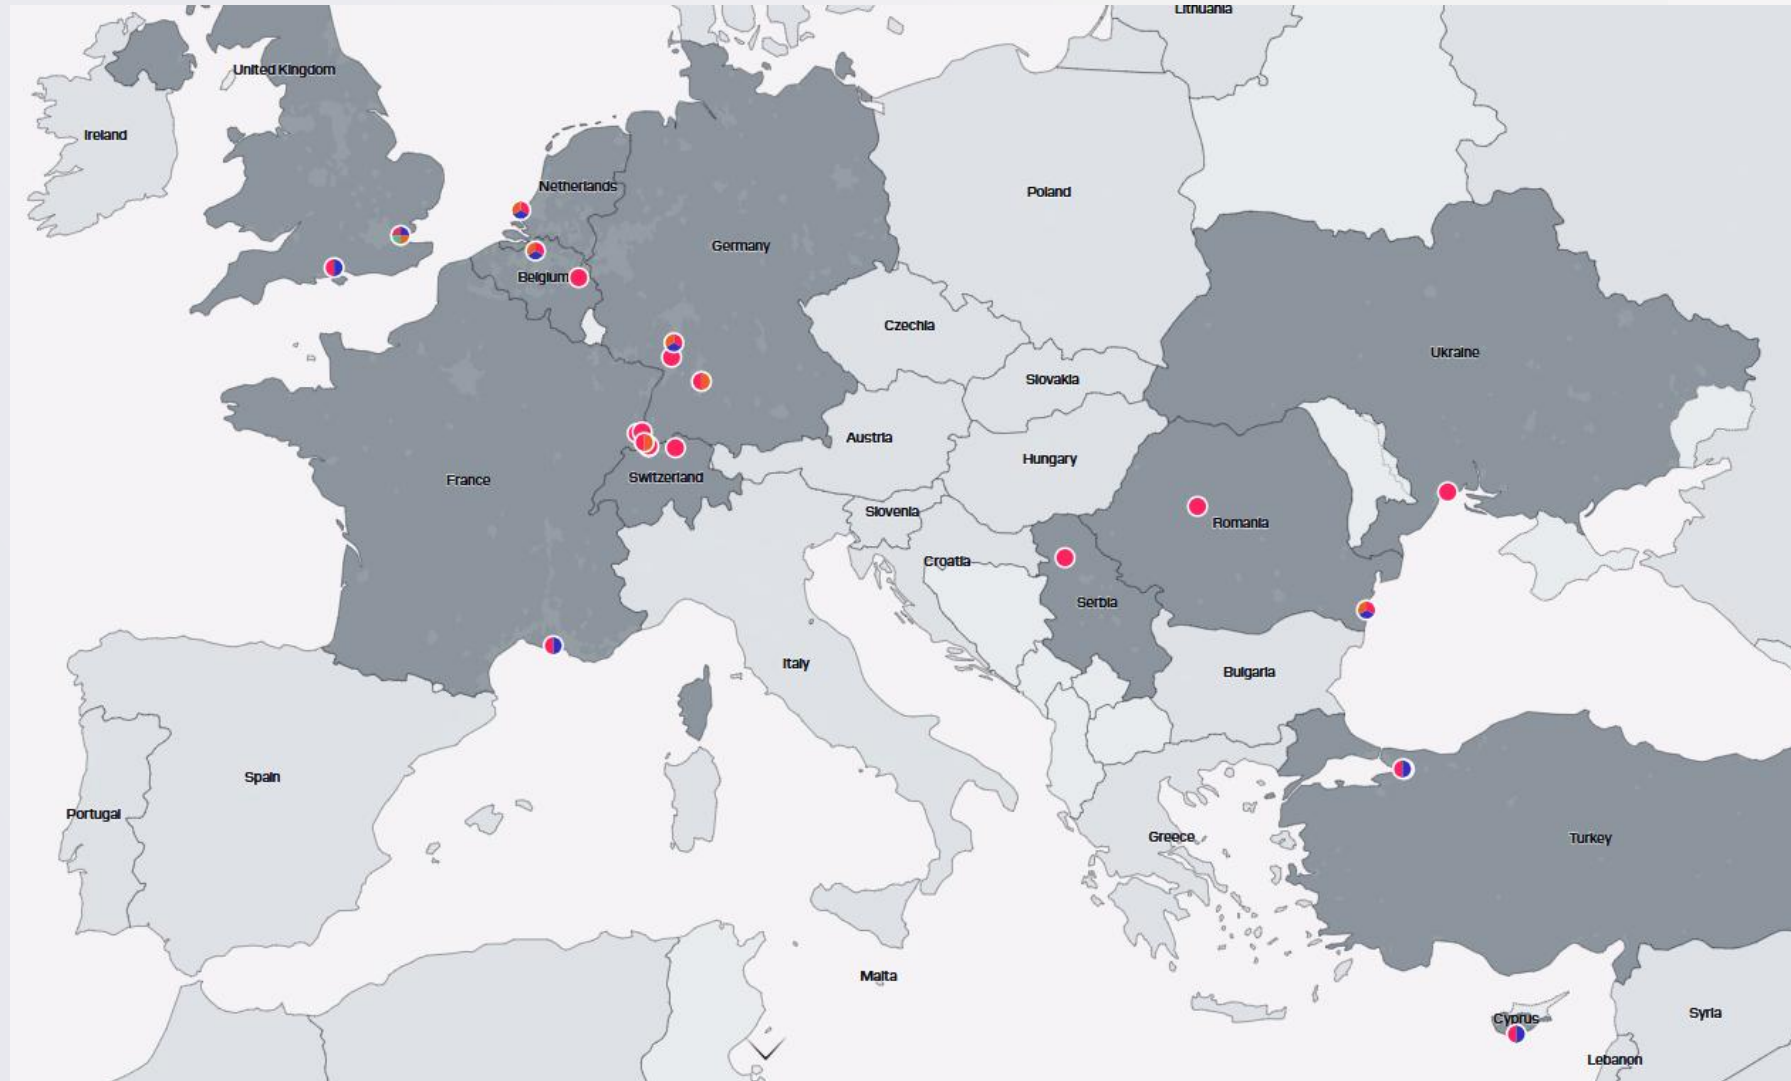 Lithuania
United Kingdom
Ireland
Netherlands
Poland
Germany
Belgium
Czechia
Ukraine
Slovakia
Austria
Hungary
France
Switzerland
Slovenia
Romania
Croatia
Serbia
Italy
Bulgaria
Spain
Portugal
Greece
Turkey
Malta
Cyprus
Syria
Lebanon